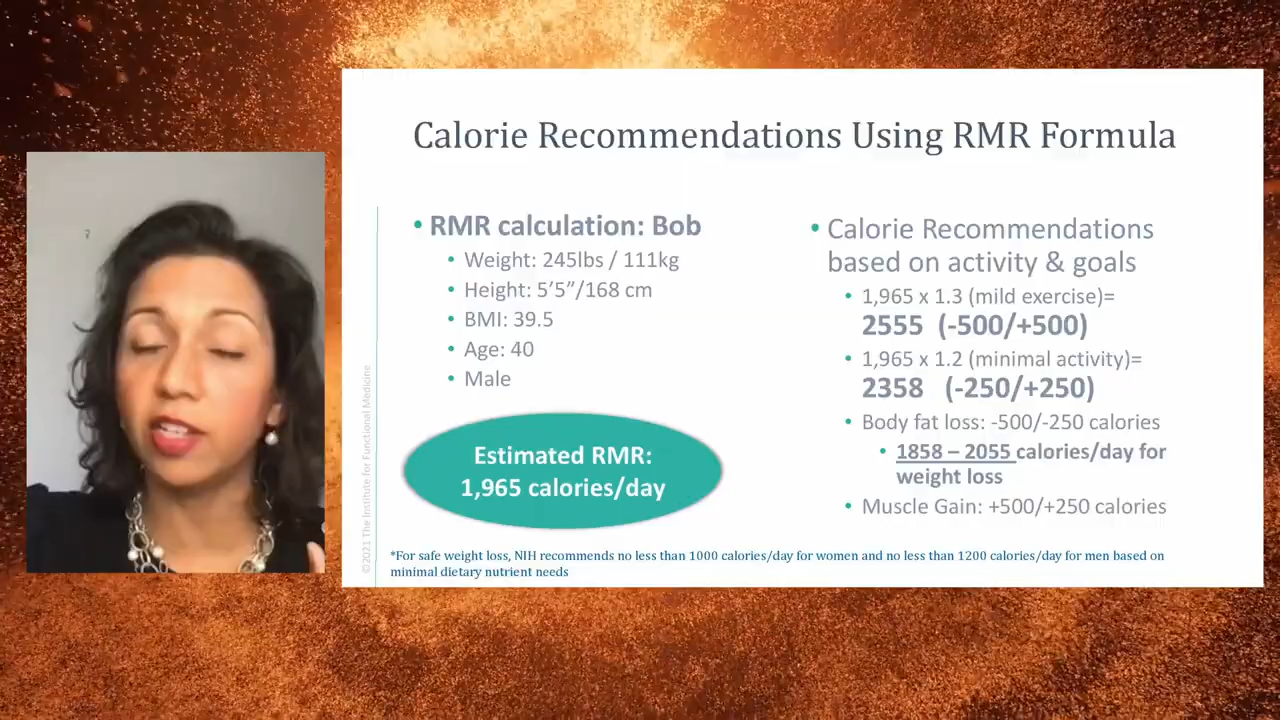 Calorie Recommendations Using RMR Formula
• RMR calculation: Bob
• Weight: 245lbs / 111kg
• Height: 5’5”/168 cm
• BMI: 39.5
• Age: 40
• Male
Estimated RMR:
1,965 calories/day
• Calorie Recommendations
based on activity & goals
• 1,965 x 1.3 (mild exercise)=
2555 (-500/+500)
• 1,965 x 1.2 (minimal activity)=
2358 (-250/+250)
• Body fat loss: -500/-250 calories
• 1858 – 2055 calories/day for
weight loss
• Muscle Gain: +500/+250 calories
*For safe weight loss, NIH recommends no less than 1000 calories/day for women and no less than 1200 calories/day for men based on
minimal dietary nutrient needs
©2021 The Institute for Functional Medicine